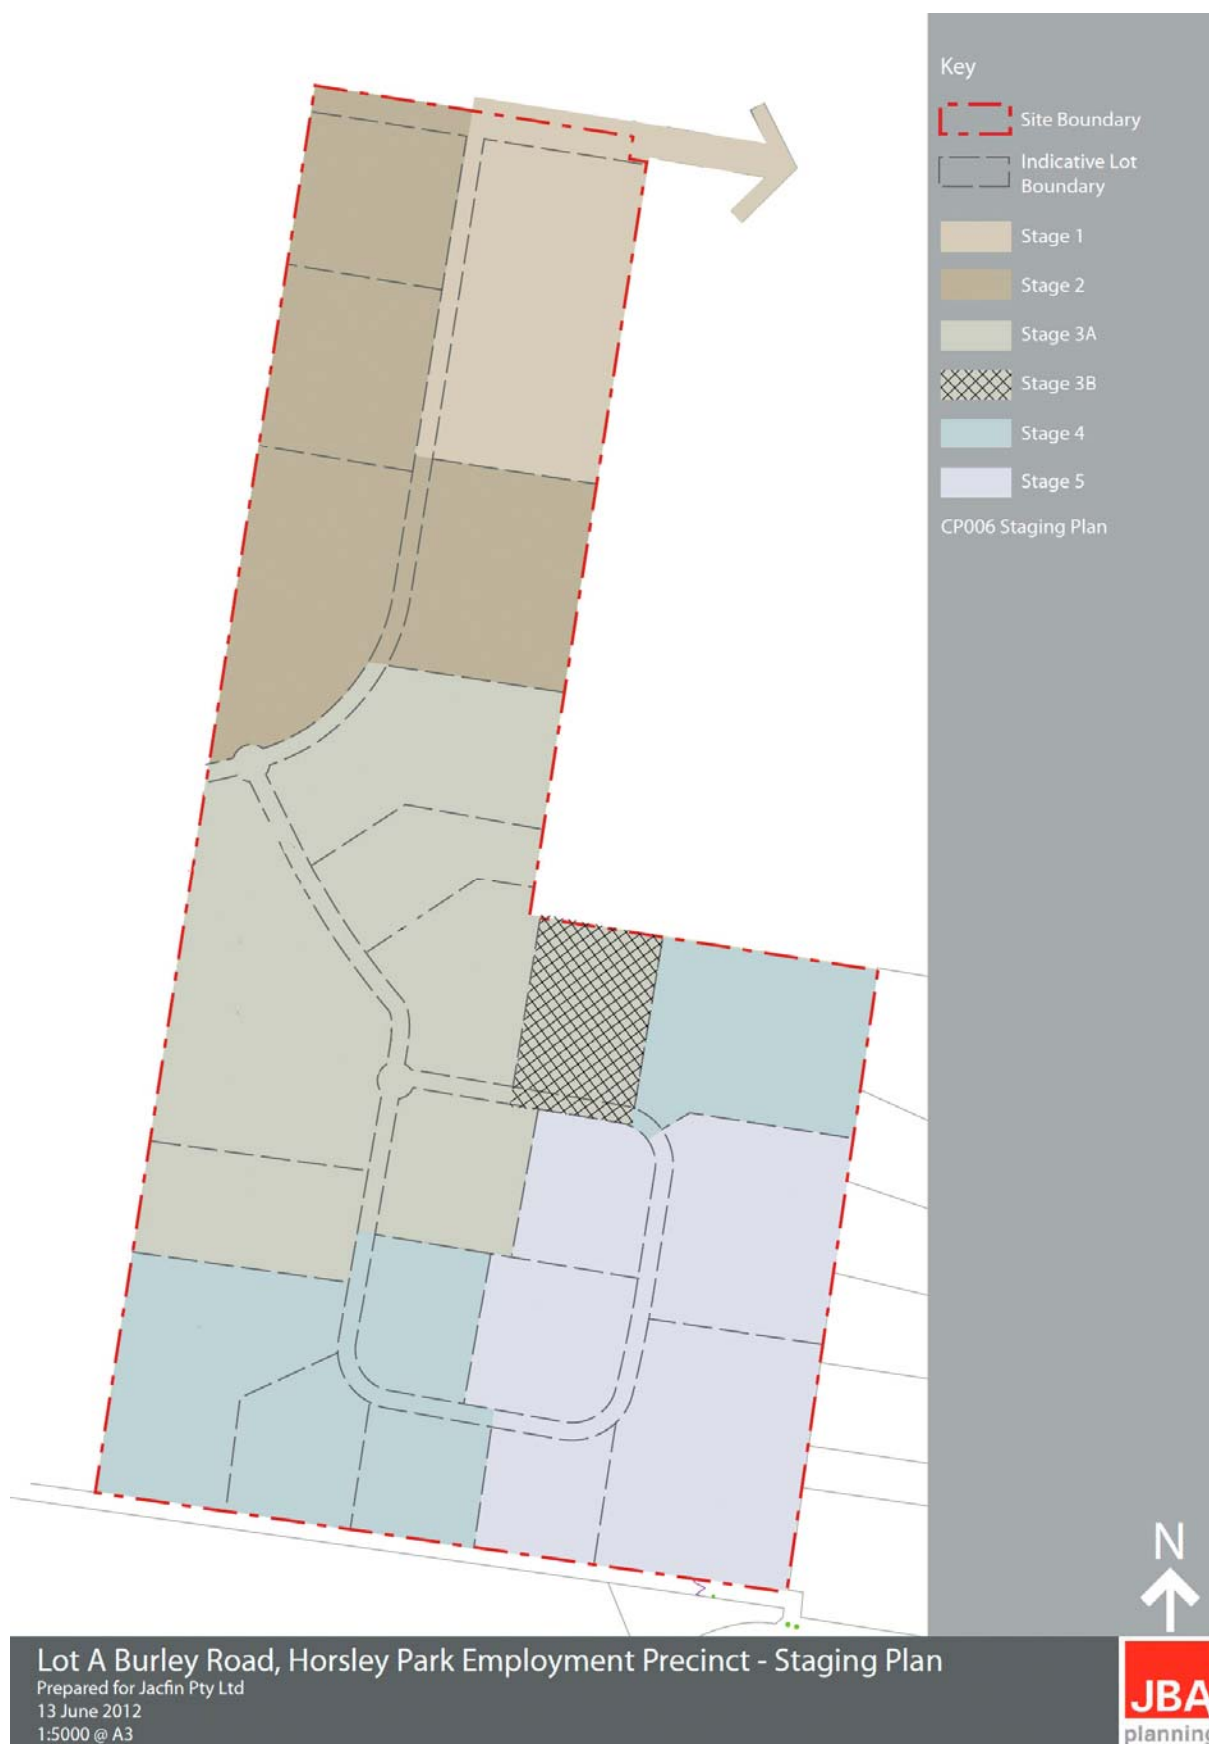 Key
Site Boundary
Indicative Lot
Boundary
Stage 1
Stage 2
Stage 3A
Stage 3B
Stage 4
Stage 5
CP006 Staging Plan
N
Lot A Burley Road, Horsley Park Employment Precinct - Staging Plan
Prepared for Jacfin Pty Ltd
13 June 2012
1:5000 @ A3
JBA
planning